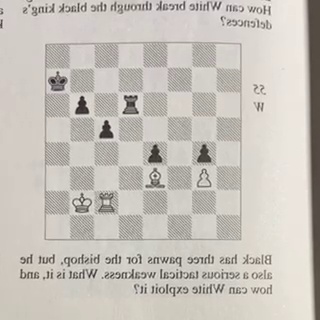 How can White break through the black king's
defences?
55
W
Black has three pawns for the bishop, but he
also a serious tactical weakness. What is it, and
how can White exploit it?